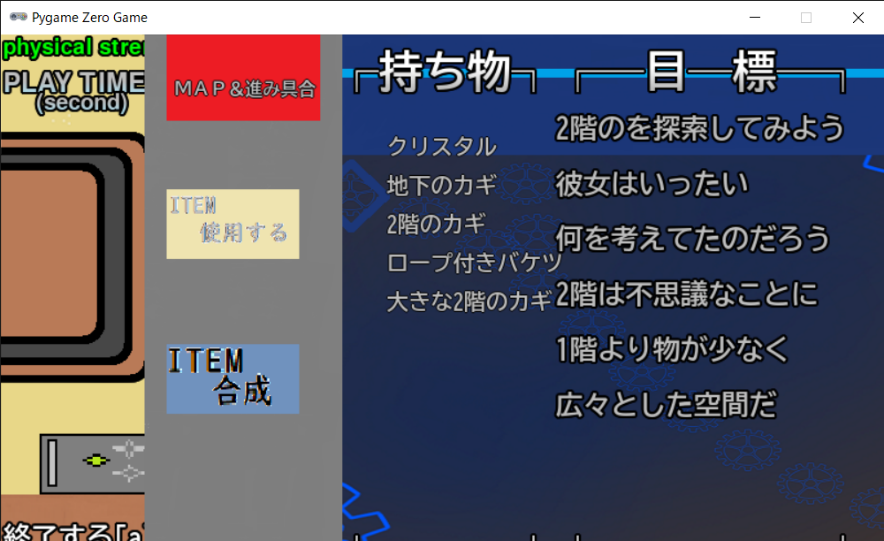 Pygame Zero Game
physical stre
PLAY TIME
(second)
MAP&進み具合
ITEM
使用する
ITEM
合成
終了する「a
持ち物
クリスタル
地下のカギ
2階のカギ
ロープ付きバケツ
大きな2階のカギ
目標
2階のを探索してみよう
彼女はいったい
何を考えてたのだろう
2階は不思議なことに
1階より物が少なく
広々とした空間だ